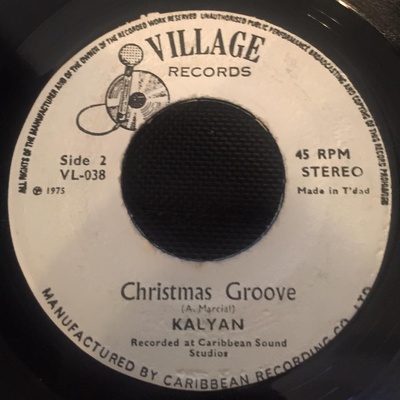 ALL RIGHTS OF THE MANUFACTURER AND OF THE OWNER OF THE RECORDED WORK RESERVED UNAUTHORISED PUBLIC PERFORMANCE BROADCASTING AND COPYING OF THIS RECORD PROHIBITED
VILLAGE
RECORDS
Side 2
VL-038
℗ 1975
45 RPM
STEREO
Made in T'dad
Christmas Groove
(A. Marcial)
KALYAN
Recorded at Caribbean Sound
Studios
MANUFACTURED BY CARIBBEAN RECORDING CO. LTD